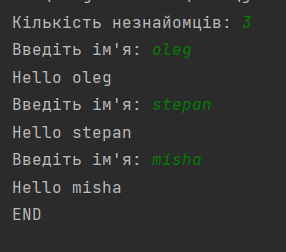 Кількість незнайомців: 3
Введіть ім'я: oleg
Hello oleg
Введіть ім'я: stepan
Hello stepan
Введіть ім'я: misha
Hello misha
END